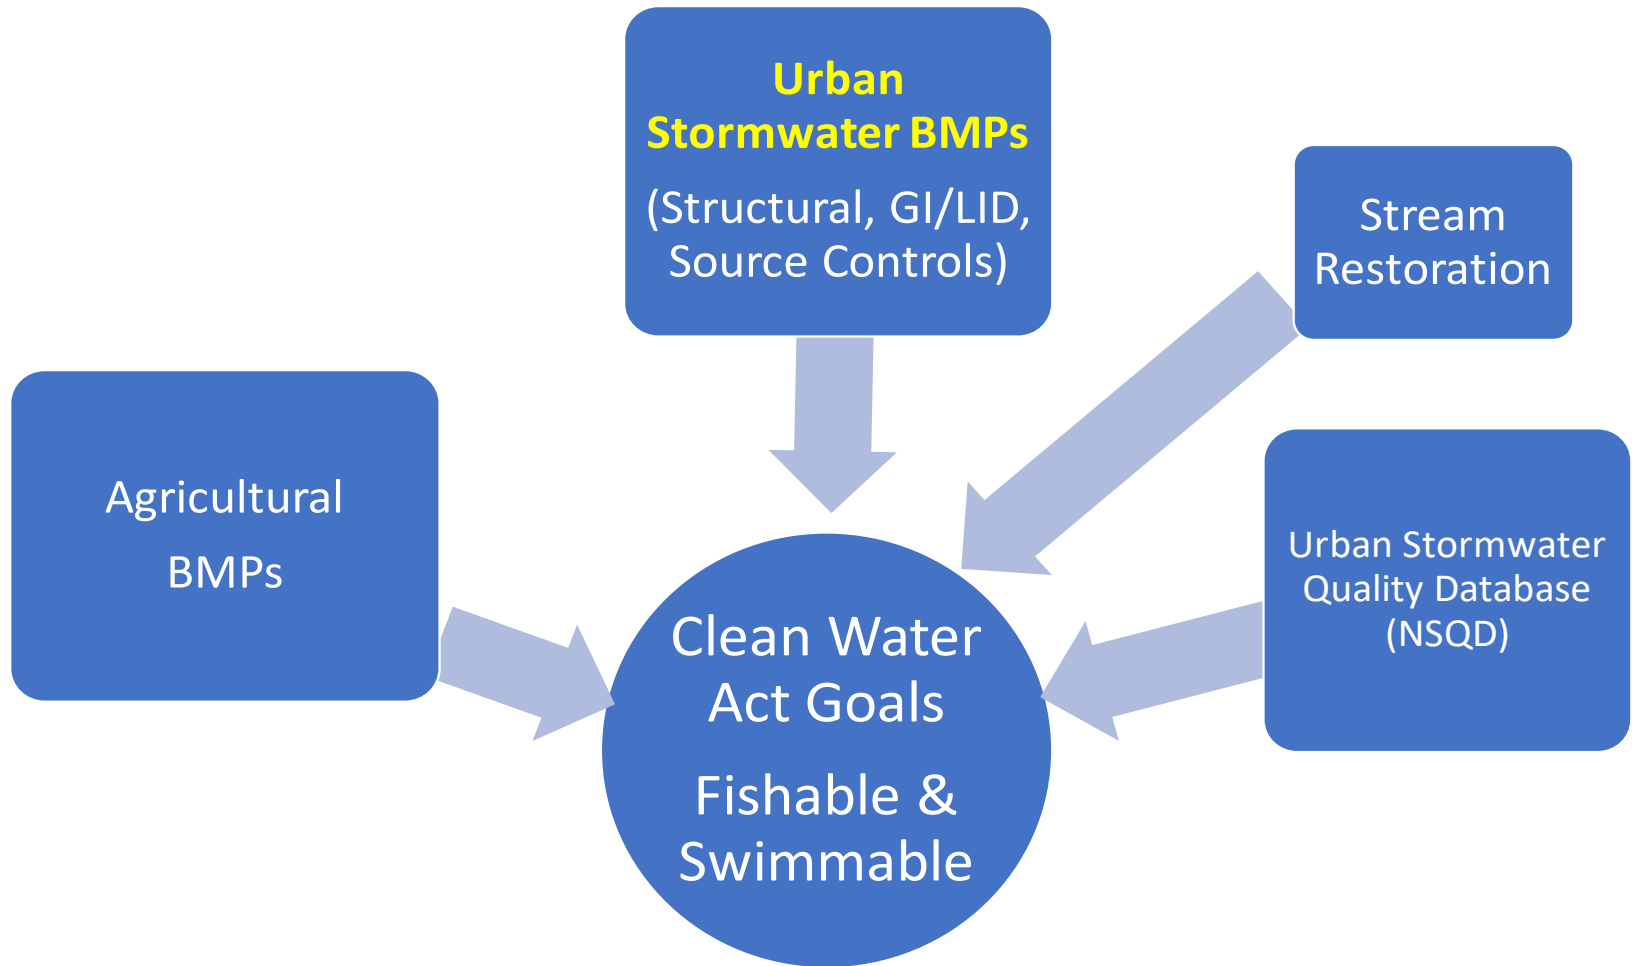 Urban
Stormwater BMPs
(Structural, GI/LID,
Source Controls)
Stream
Restoration
Agricultural
BMPs
Urban Stormwater
Quality Database
(NSQD)
Clean Water
Act Goals
Fishable &
Swimmable